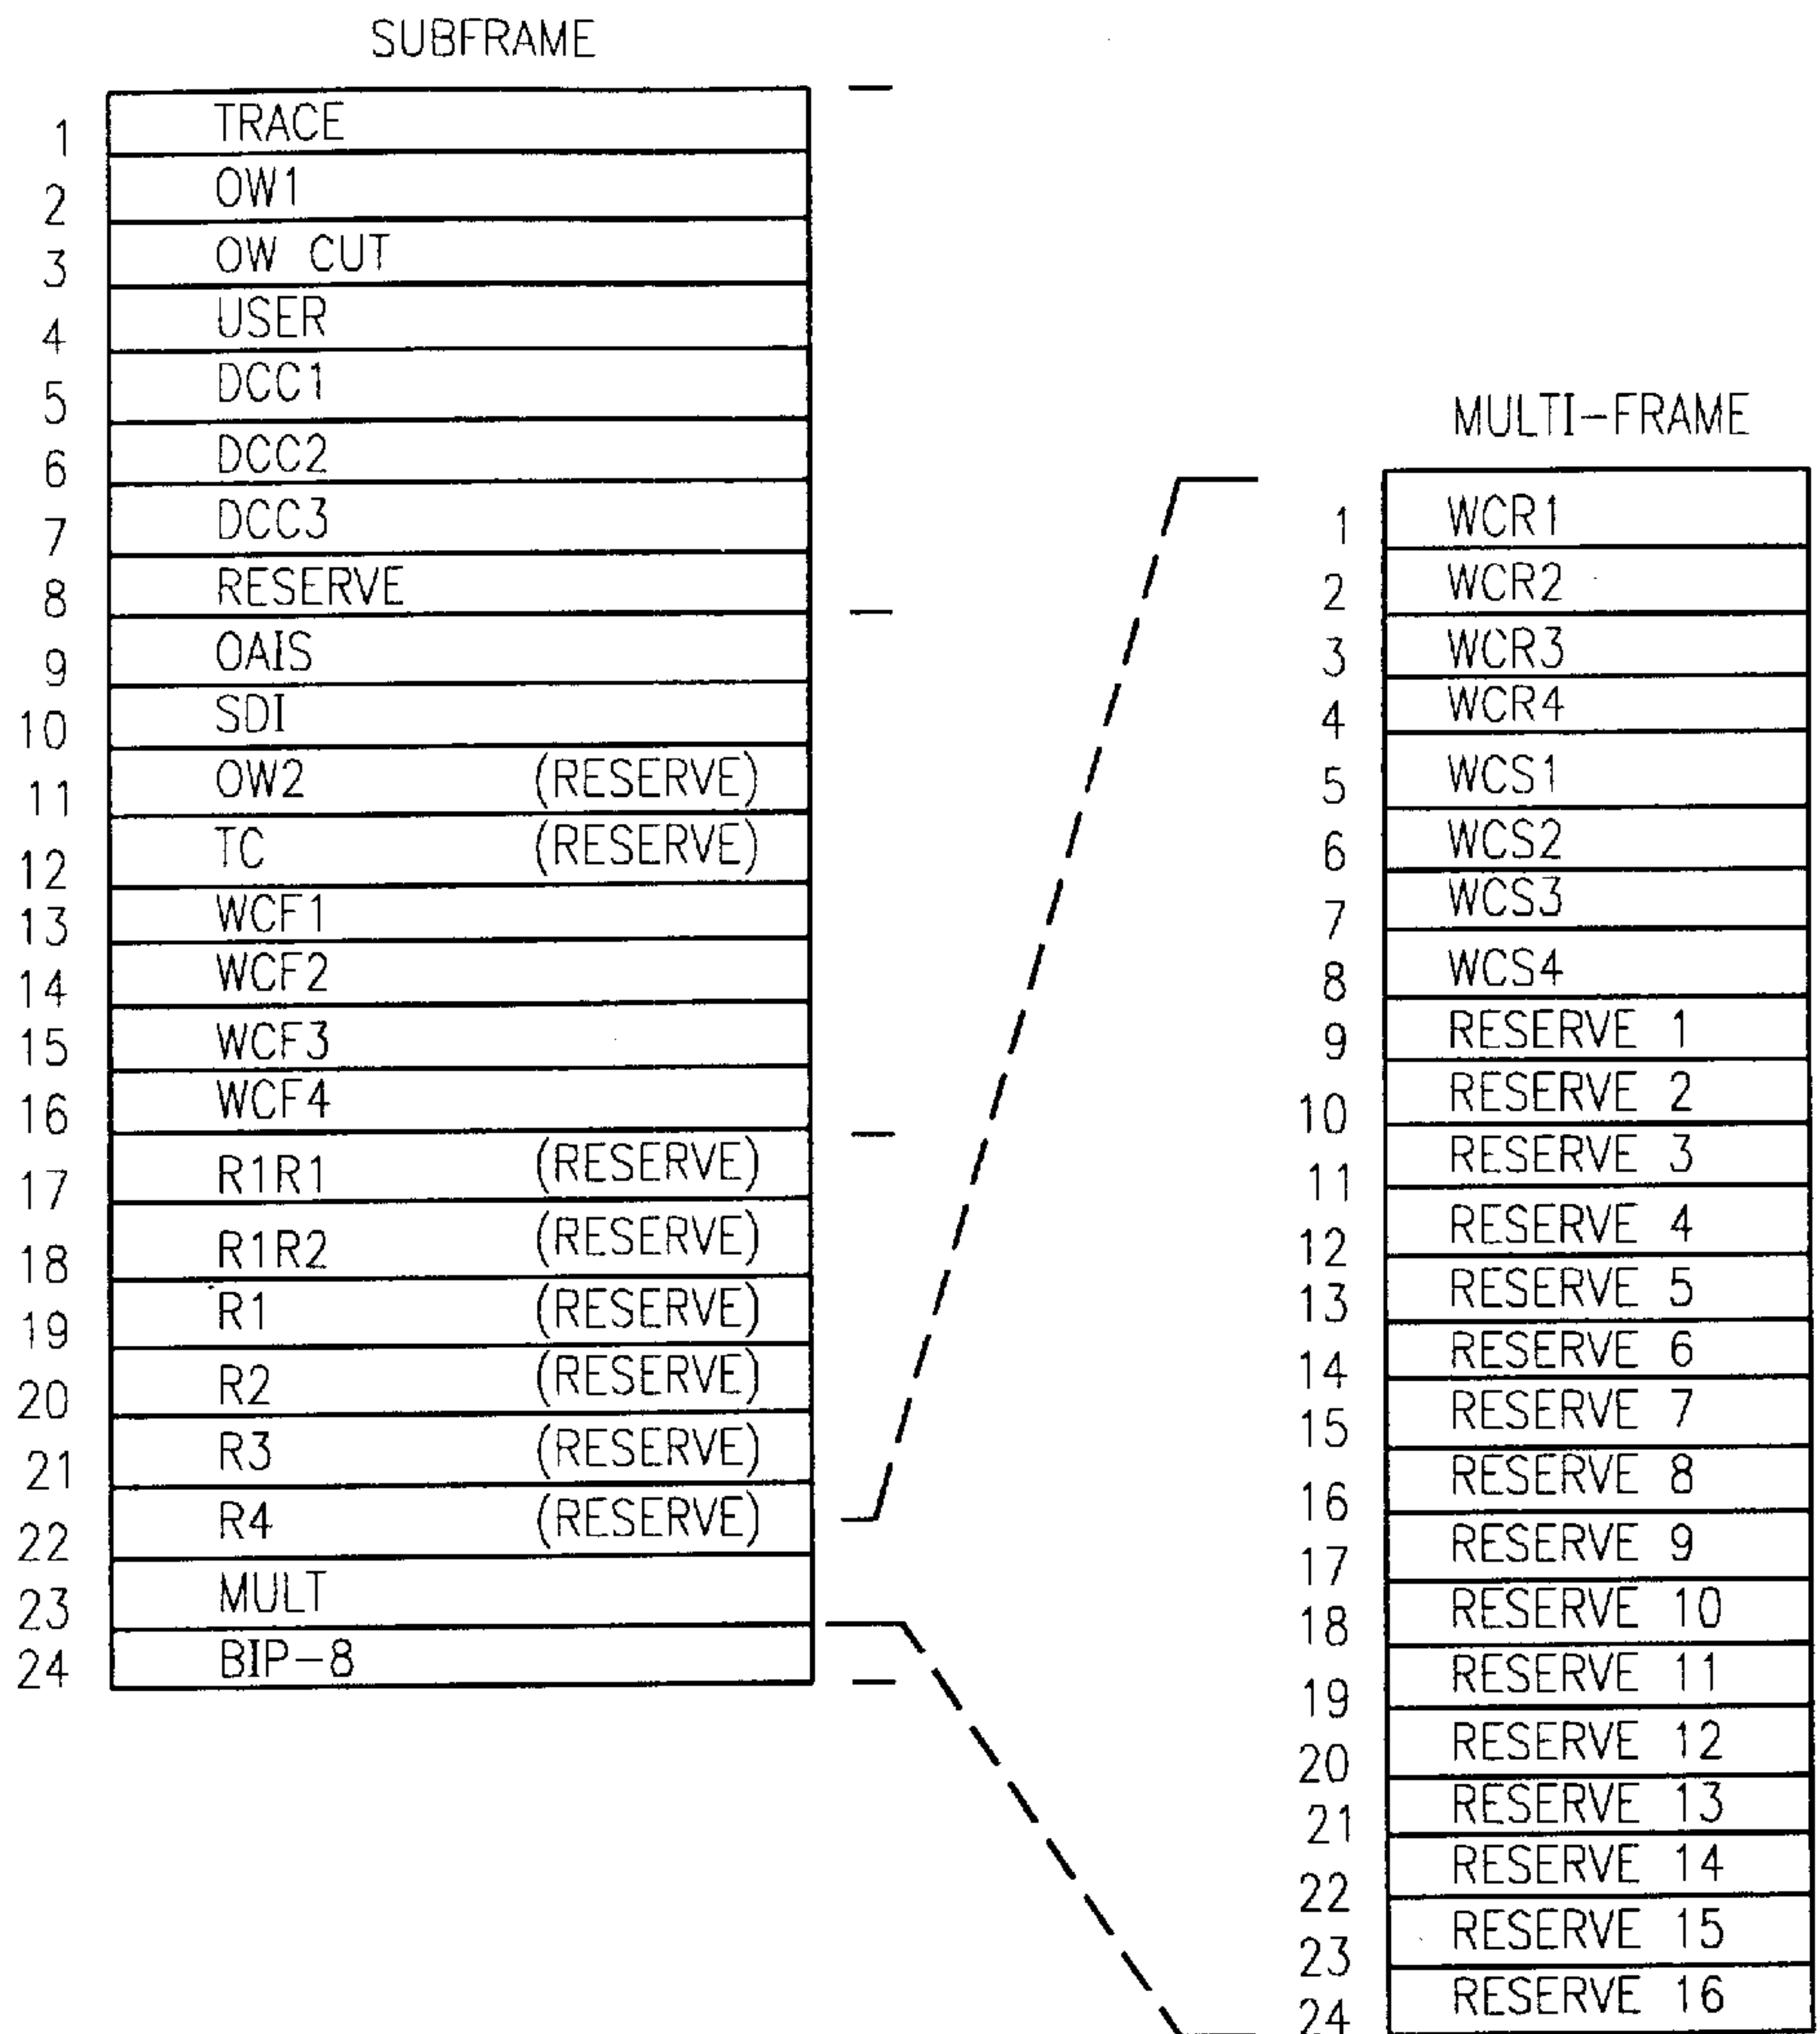 SUBFRAME
1 TRACE
2 OW1
3 OW CUT
4 USER
5 DCC1
6 DCC2
7 DCC3
8 RESERVE
9 OAIS
10 SDI
11 OW2 (RESERVE)
12 TC (RESERVE)
13 WCF1
14 WCF2
15 WCF3
16 WCF4
17 R1R1 (RESERVE)
18 R1R2 (RESERVE)
19 R1 (RESERVE)
20 R2 (RESERVE)
21 R3 (RESERVE)
22 R4 (RESERVE)
23 MULT
24 BIP-8
MULTI-FRAME
1 WCR1
2 WCR2
3 WCR3
4 WCR4
5 WCS1
6 WCS2
7 WCS3
8 WCS4
9 RESERVE 1
10 RESERVE 2
11 RESERVE 3
12 RESERVE 4
13 RESERVE 5
14 RESERVE 6
15 RESERVE 7
16 RESERVE 8
17 RESERVE 9
18 RESERVE 10
19 RESERVE 11
20 RESERVE 12
21 RESERVE 13
22 RESERVE 14
23 RESERVE 15
24 RESERVE 16